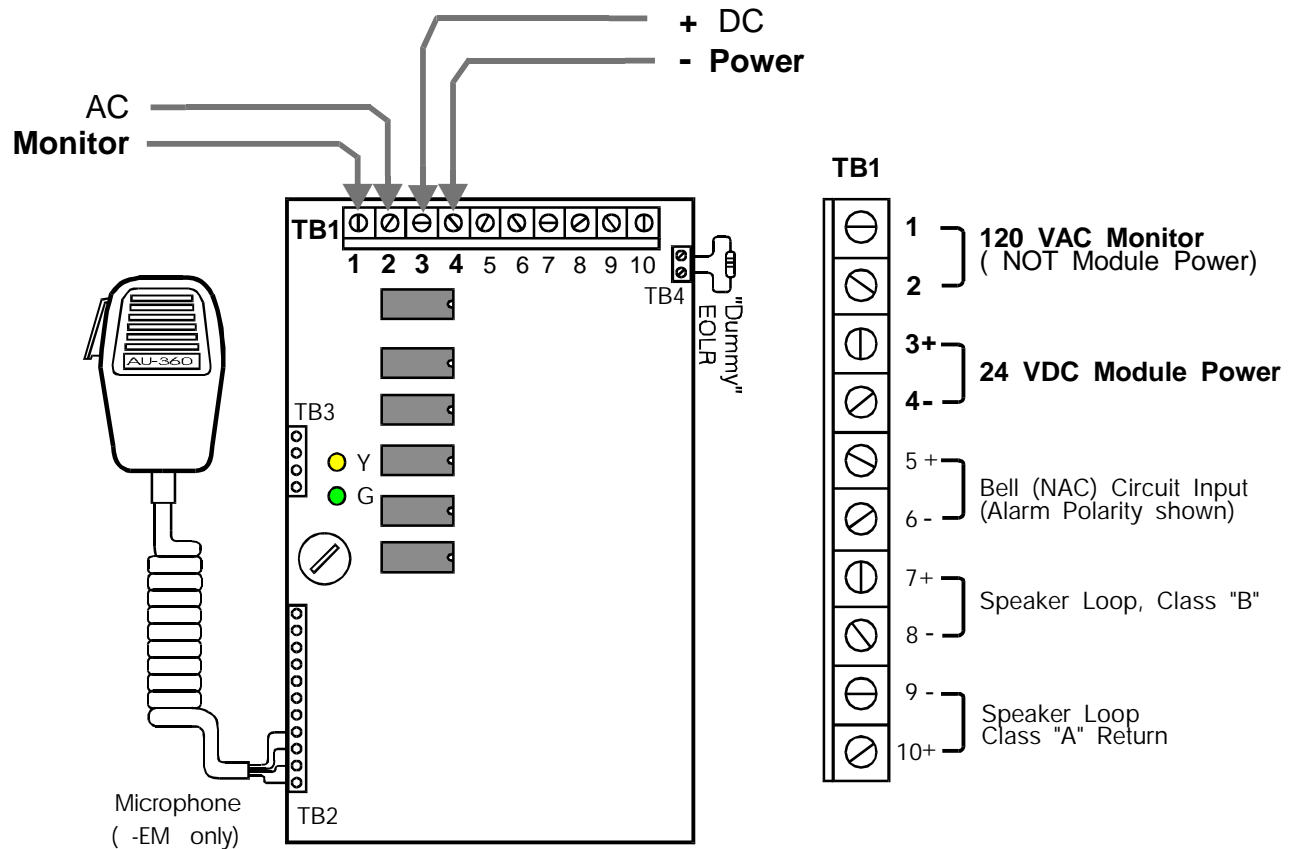 + DC
- Power
AC
Monitor
TB1
1 2 3 4 5 6 7 8 9 10
TB4
"Dummy"
EOLR
AU-360
TB3
Y
G
TB2
Microphone
( -EM only)
TB1
1
2
120 VAC Monitor
( NOT Module Power)
3+
4-
24 VDC Module Power
5 +
6 -
Bell (NAC) Circuit Input
(Alarm Polarity shown)
7+
8 -
Speaker Loop, Class "B"
9 -
10+
Speaker Loop
Class "A" Return